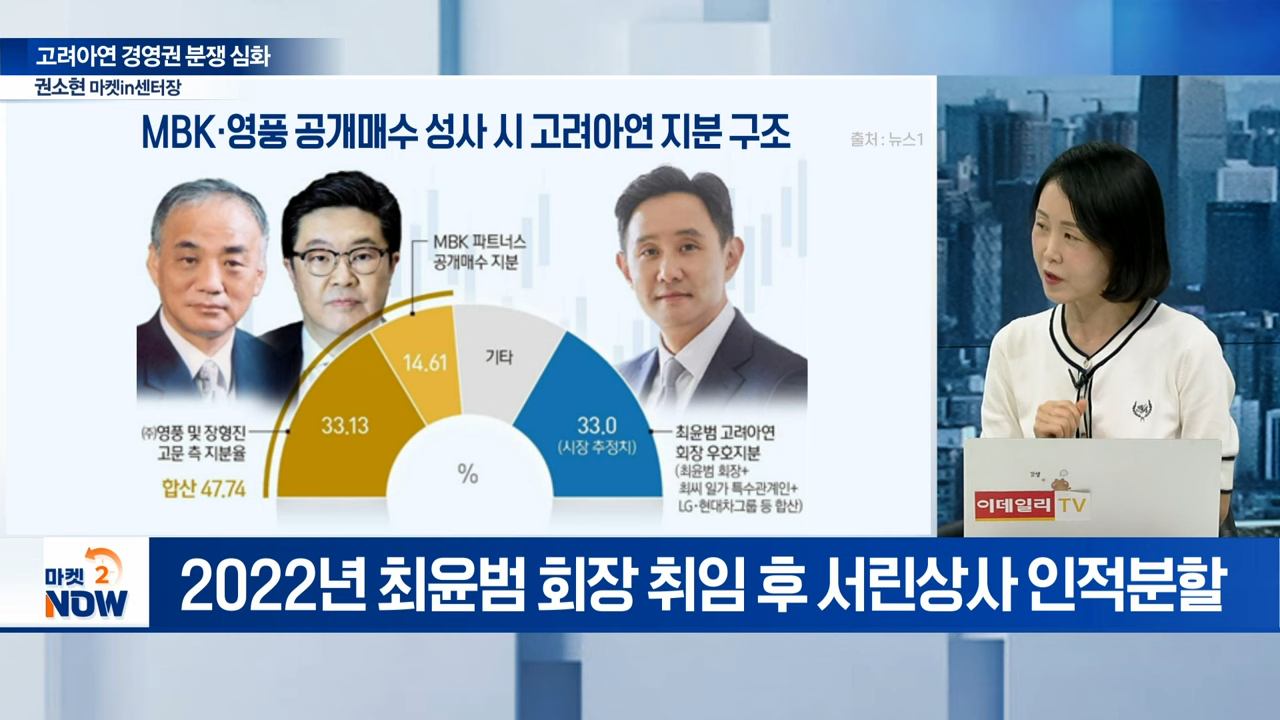 고려아연 경영권 분쟁 심화
권소현 마켓in센터장
MBK·영풍 공개매수 성사 시 고려아연 지분 구조
출처 : 뉴스1
MBK 파트너스
공개매수 지분
14.61
기타
33.13
33.0
(시장 추정치)
%
㈜영풍 및 장형진
고문 측 지분율
합산 47.74
최윤범 고려아연
회장 우호지분
(최윤범 회장+
최씨 일가 특수관계인+
LG·현대차그룹 등 합산)
이데일리TV
마켓 2
NOW
2022년 최윤범 회장 취임 후 서린상사 인적분할